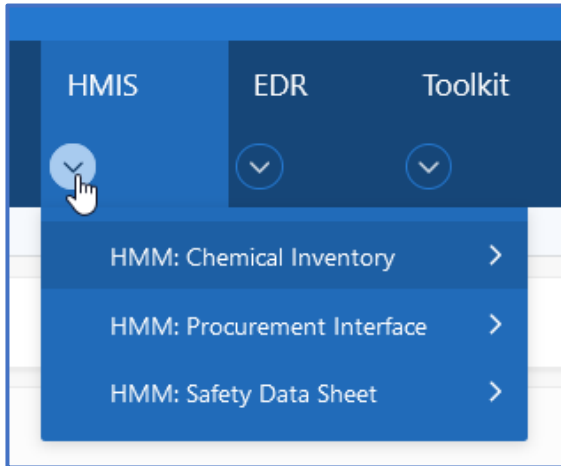 HMIS EDR Toolkit
HMM: Chemical Inventory
HMM: Procurement Interface
HMM: Safety Data Sheet